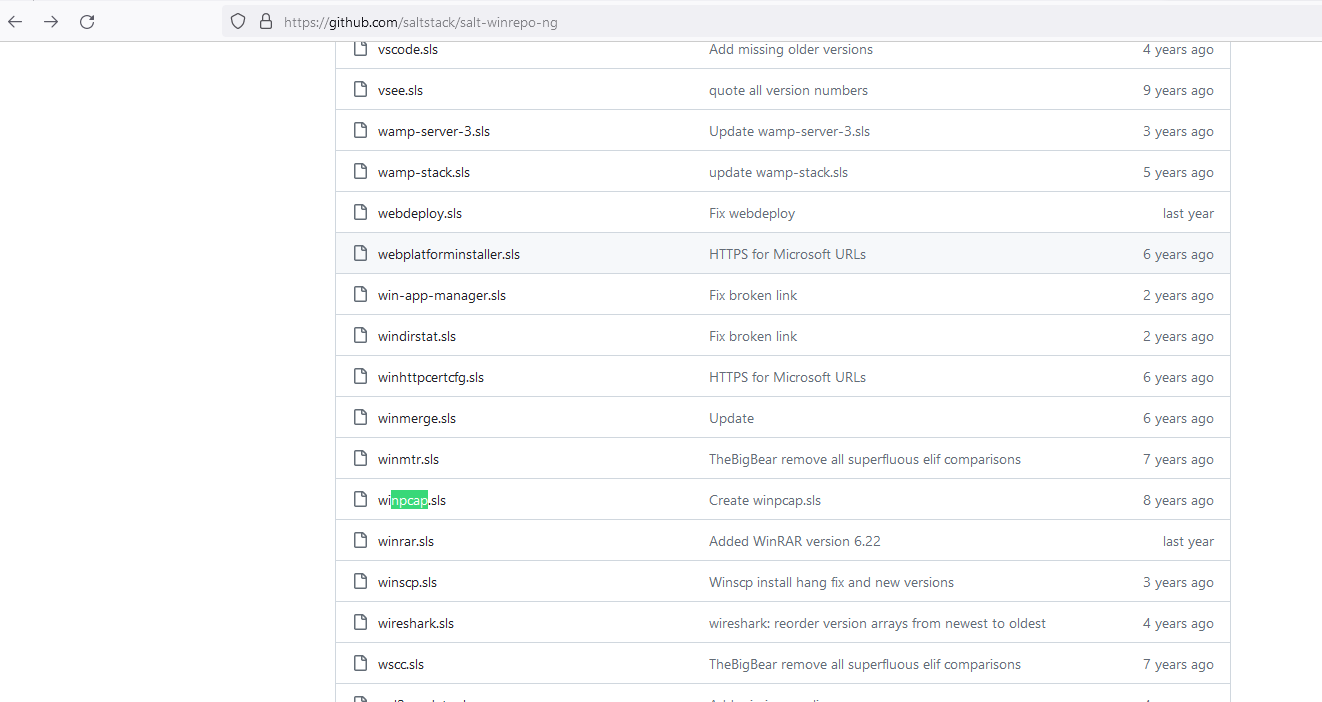 https://github.com/saltstack/salt-winrepo-ng
vscode.sls Add missing older versions 4 years ago
vsee.sls quote all version numbers 9 years ago
wamp-server-3.sls Update wamp-server-3.sls 3 years ago
wamp-stack.sls update wamp-stack.sls 5 years ago
webdeploy.sls Fix webdeploy last year
webplatforminstaller.sls HTTPS for Microsoft URLs 6 years ago
win-app-manager.sls Fix broken link 2 years ago
windirstat.sls Fix broken link 2 years ago
winhttpcertcfg.sls HTTPS for Microsoft URLs 6 years ago
winmerge.sls Update 6 years ago
winmtr.sls TheBigBear remove all superfluous elif comparisons 7 years ago
winpcap.sls Create winpcap.sls 8 years ago
winrar.sls Added WinRAR version 6.22 last year
winscp.sls Winscp install hang fix and new versions 3 years ago
wireshark.sls wireshark: reorder version arrays from newest to oldest 4 years ago
wscc.sls TheBigBear remove all superfluous elif comparisons 7 years ago